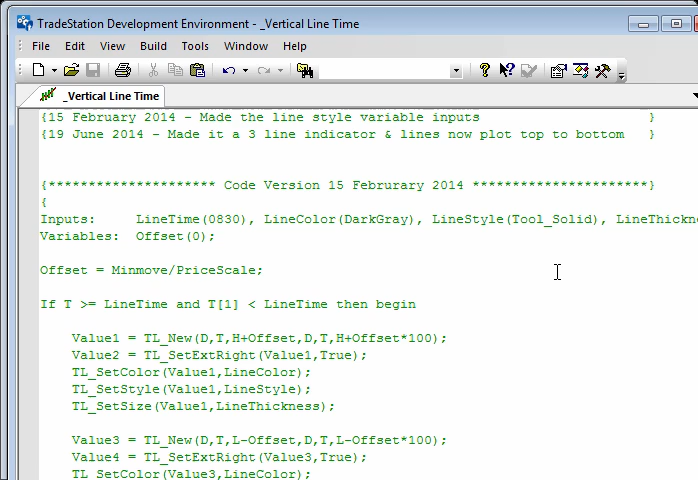 TradeStation Development Environment - _Vertical Line Time
File Edit View Build Tools Window Help
_Vertical Line Time
{15 February 2014 - Made the line style variable inputs }
{19 June 2014 - Made it a 3 line indicator & lines now plot top to bottom }
{********************* Code Version 15 Februrary 2014 **********************}
{
Inputs: LineTime(0830), LineColor(DarkGray), LineStyle(Tool_Solid), LineThickn
Variables: Offset(0);
Offset = Minmove/PriceScale;
If T >= LineTime and T[1] < LineTime then begin
Value1 = TL_New(D,T,H+Offset,D,T,H+Offset*100);
Value2 = TL_SetExtRight(Value1,True);
TL_SetColor(Value1,LineColor);
TL_SetStyle(Value1,LineStyle);
TL_SetSize(Value1,LineThickness);
Value3 = TL_New(D,T,L-Offset,D,T,L-Offset*100);
Value4 = TL_SetExtRight(Value3,True);
TL_SetColor(Value3,LineColor);